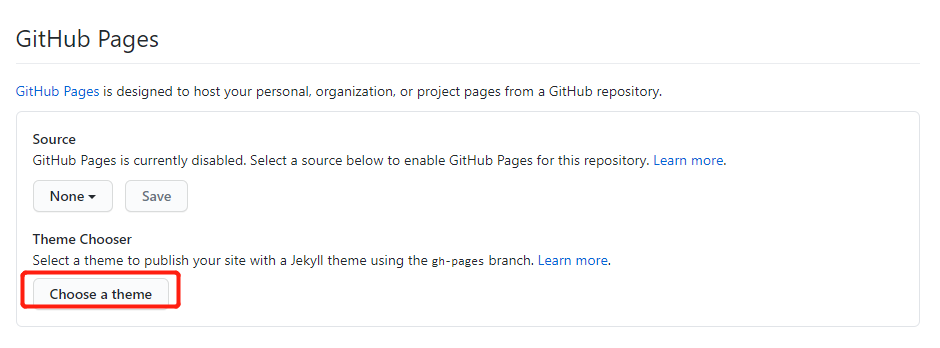 GitHub Pages
GitHub Pages is designed to host your personal, organization, or project pages from a GitHub repository.
Source
GitHub Pages is currently disabled. Select a source below to enable GitHub Pages for this repository. Learn more.
None Save
Theme Chooser
Select a theme to publish your site with a Jekyll theme using the gh-pages branch. Learn more.
Choose a theme